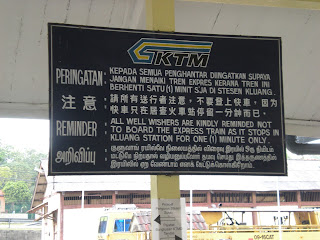 KTM
PERINGATAN: KEPADA SEMUA PENGHANTAR DIINGATKAN SUPAYA
JANGAN MENAIKI TREN EXPRES KERANA TREN INI
BERHENTI SATU (1) MINIT SJA DI STESEN KLUANG.
注意: 請所有送行者注意，不要登上快車，因為
快車只在居鑾火車站停留一分鐘而已。
REMINDER: ALL WELL WISHERS ARE KINDLY REMINDED NOT
TO BOARD THE EXPRESS TRAIN AS IT STOPS IN
KLUANG STATION FOR ONE (1) MINUTE ONLY.
அறிவிப்பு: